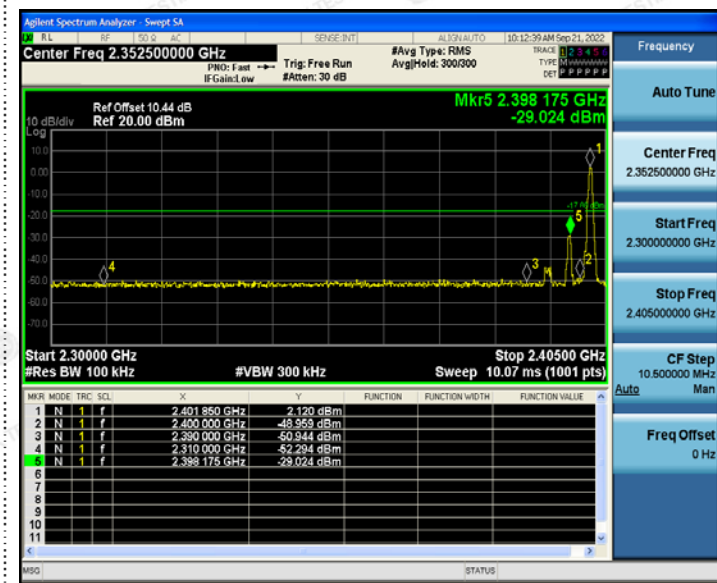 Agilent Spectrum Analyzer - Swept SA
RL RF 50 Ω AC SENSE:INT ALIGNAUTO 10:12:39 AM Sep 21, 2022
Center Freq 2.352500000 GHz
PNO: Fast
IFGain:Low
Trig: Free Run
#Atten: 30 dB
#Avg Type: RMS
Avg|Hold: 300/300
TRACE 1 2 3 4 5 6
TYPE M W W W W W
DET P P P P P P
Ref Offset 10.44 dB
10 dB/div Ref 20.00 dBm
Log
Mkr5 2.398 175 GHz
-29.024 dBm
10.0
0.00
-10.0
-20.0
-30.0
-40.0
-50.0
-60.0
-70.0
1
5
4
3
2
Start 2.30000 GHz Stop 2.40500 GHz
#Res BW 100 kHz #VBW 300 kHz Sweep 10.07 ms (1001 pts)
MKR MODE TRC SCL X Y FUNCTION FUNCTION WIDTH FUNCTION VALUE
1 N 1 f 2.401 850 GHz 2.120 dBm
2 N 1 f 2.400 000 GHz -48.959 dBm
3 N 1 f 2.390 000 GHz -50.944 dBm
4 N 1 f 2.310 000 GHz -52.294 dBm
5 N 1 f 2.398 175 GHz -29.024 dBm
6
7
8
9
10
11
MSG STATUS
Frequency
Auto Tune
Center Freq
2.352500000 GHz
Start Freq
2.300000000 GHz
Stop Freq
2.405000000 GHz
CF Step
10.500000 MHz
Auto Man
Freq Offset
0 Hz